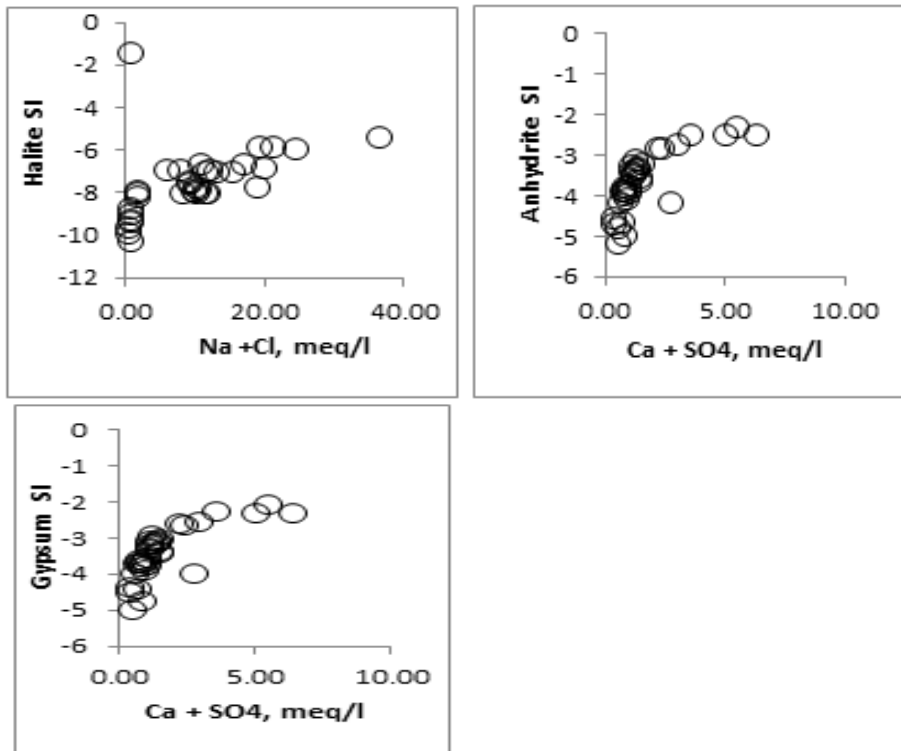 0
-2
-4
-6
-8
-10
-12
Halite SI
0.00 20.00 40.00
Na +Cl, meq/l
0
-1
-2
-3
-4
-5
-6
Anhydrite SI
0.00 5.00 10.00
Ca + SO4, meq/l
0
-1
-2
-3
-4
-5
-6
Gypsum SI
0.00 5.00 10.00
Ca + SO4, meq/l